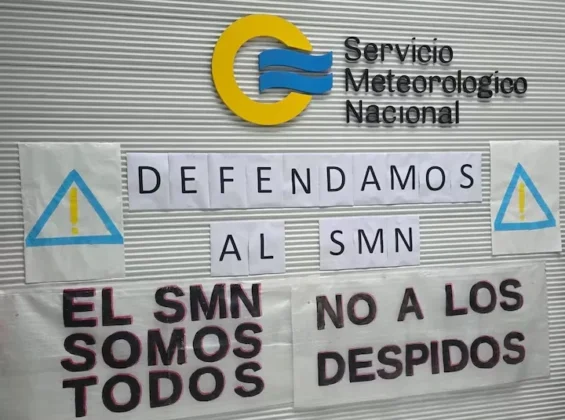 Servicio
Meteorologico
Nacional
DEFENDAMOS
AL SMN
EL SMN
SOMOS
TODOS
NO A LOS
DESPIDOS